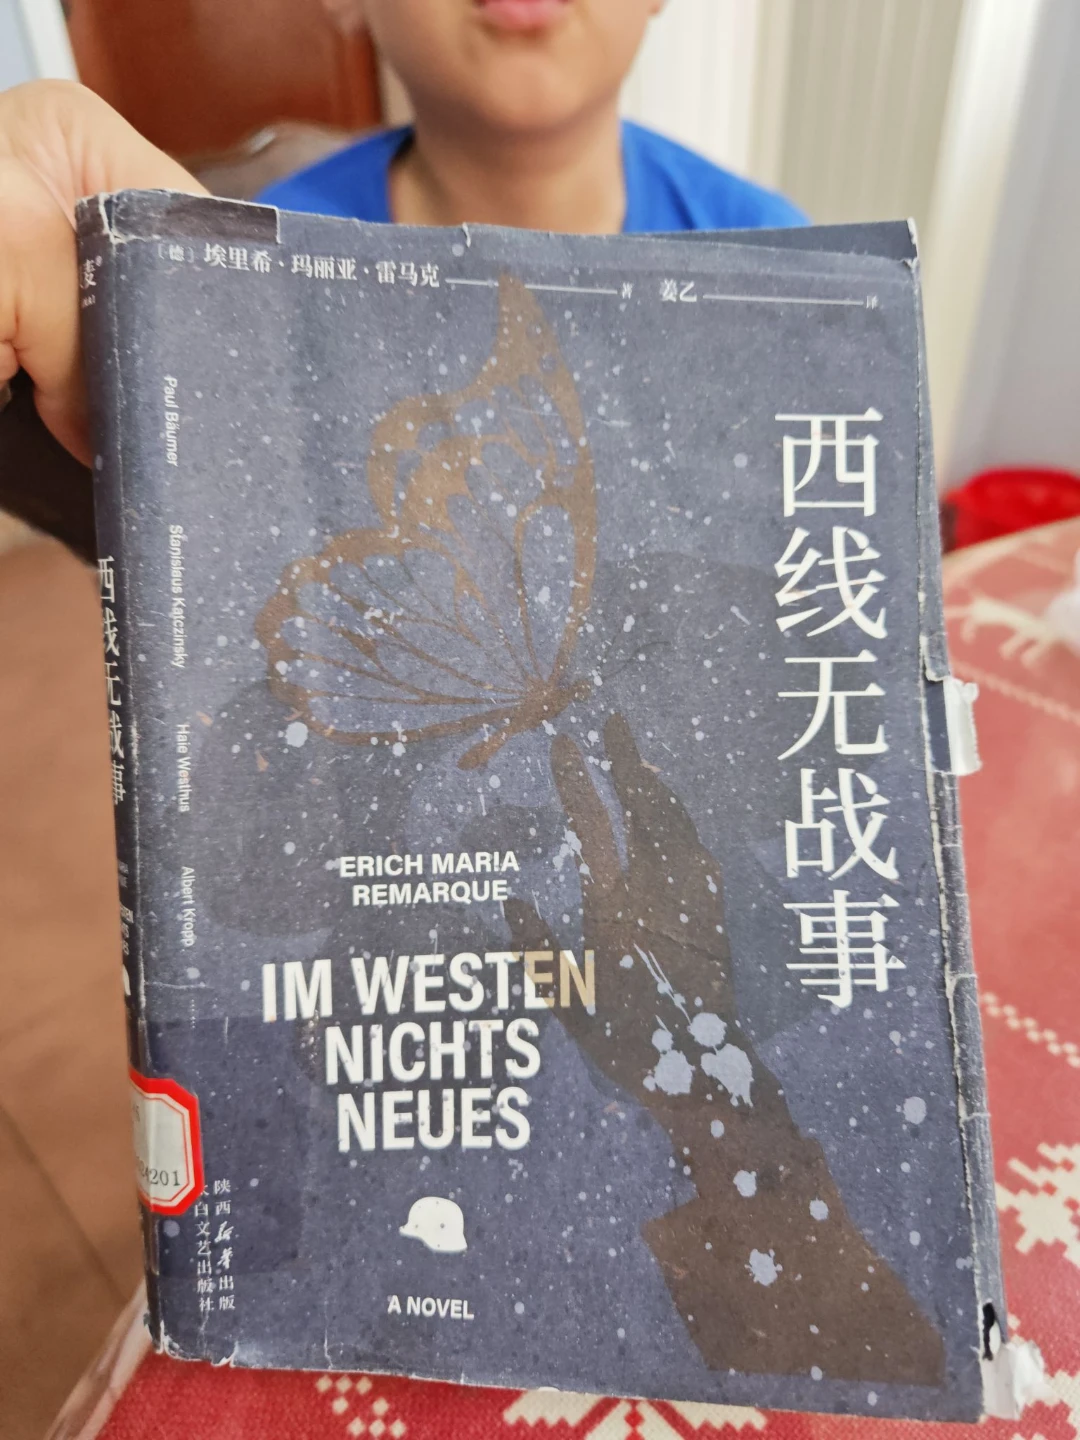 [德] 埃里希·玛丽亚·雷马克 著 姜乙 译
麦®
Paul Bäumer
Stanislaus Katczinsky
Haie Westhus
Albert Kropp
……
西线无战事
西线无战事
ERICH MARIA
REMARQUE
IM WESTEN
NICHTS
NEUES
A NOVEL
4201
陕西新华出版
太白文艺出版社